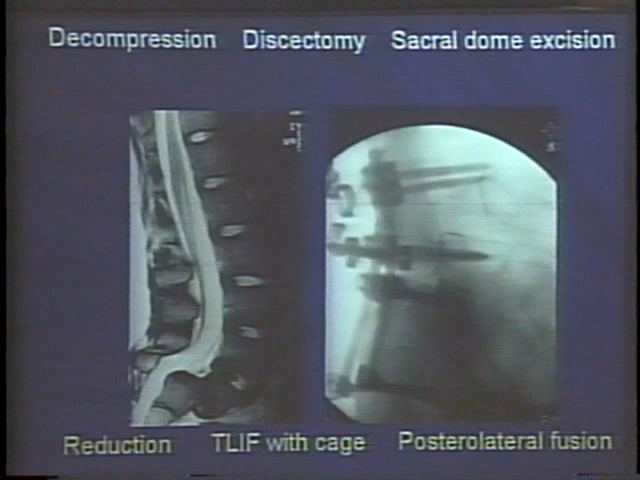 Decompression Discectomy Sacral dome excision
Reduction TLIF with cage Posterolateral fusion